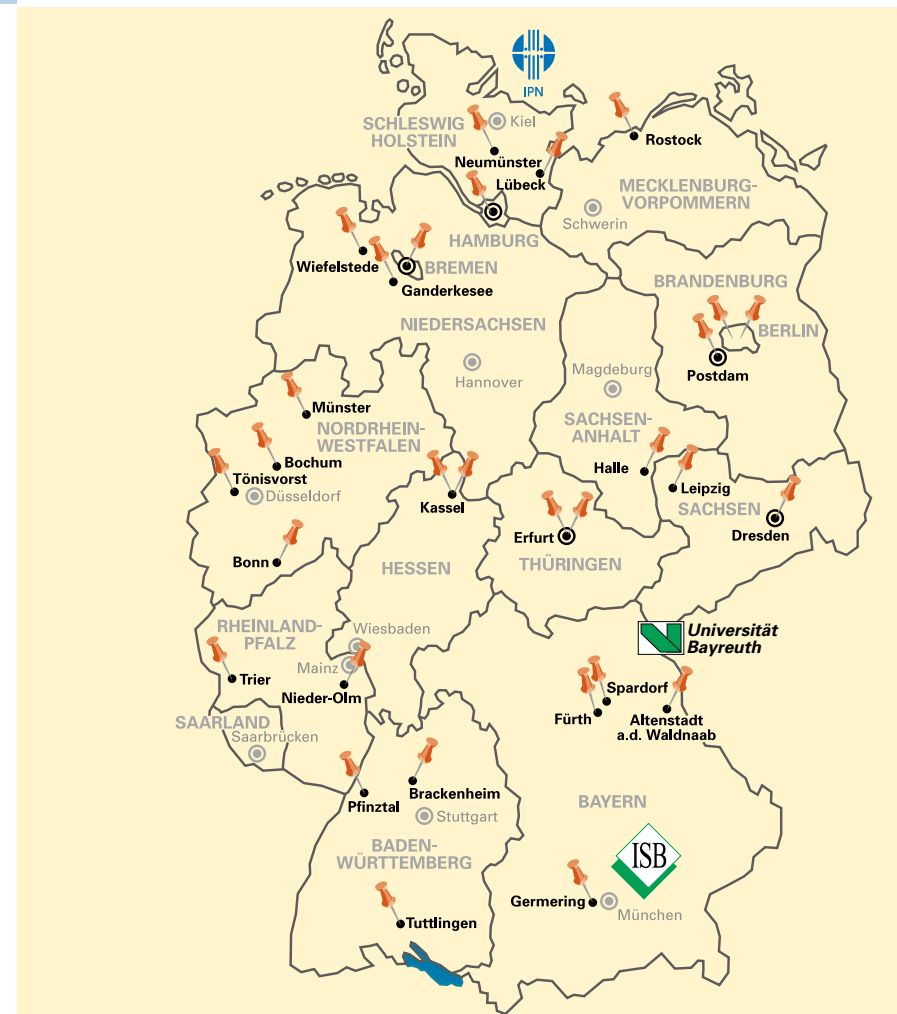 IPN
SCHLESWIG
HOLSTEIN
Kiel
Neumünster
Lübeck
Rostock
MECKLENBURG-
VORPOMMERN
Schwerin
HAMBURG
Wiefelstede
BREMEN
Ganderkesee
NIEDERSACHSEN
Hannover
BRANDENBURG
BERLIN
Postdam
Magdeburg
SACHSEN-
ANHALT
Münster
NORDRHEIN-
WESTFALEN
Bochum
Tönisvorst
Düsseldorf
Bonn
Kassel
Halle
Leipzig
SACHSEN
Dresden
Erfurt
THÜRINGEN
HESSEN
RHEINLAND-
PFALZ
Wiesbaden
Mainz
Trier
Nieder-Olm
SAARLAND
Saarbrücken
Universität
Bayreuth
Spardorf
Fürth
Altenstadt
a.d. Waldnaab
Pfinztal
Brackenheim
Stuttgart
BADEN-
WÜRTTEMBERG
Tuttlingen
BAYERN
ISB
Germering
München